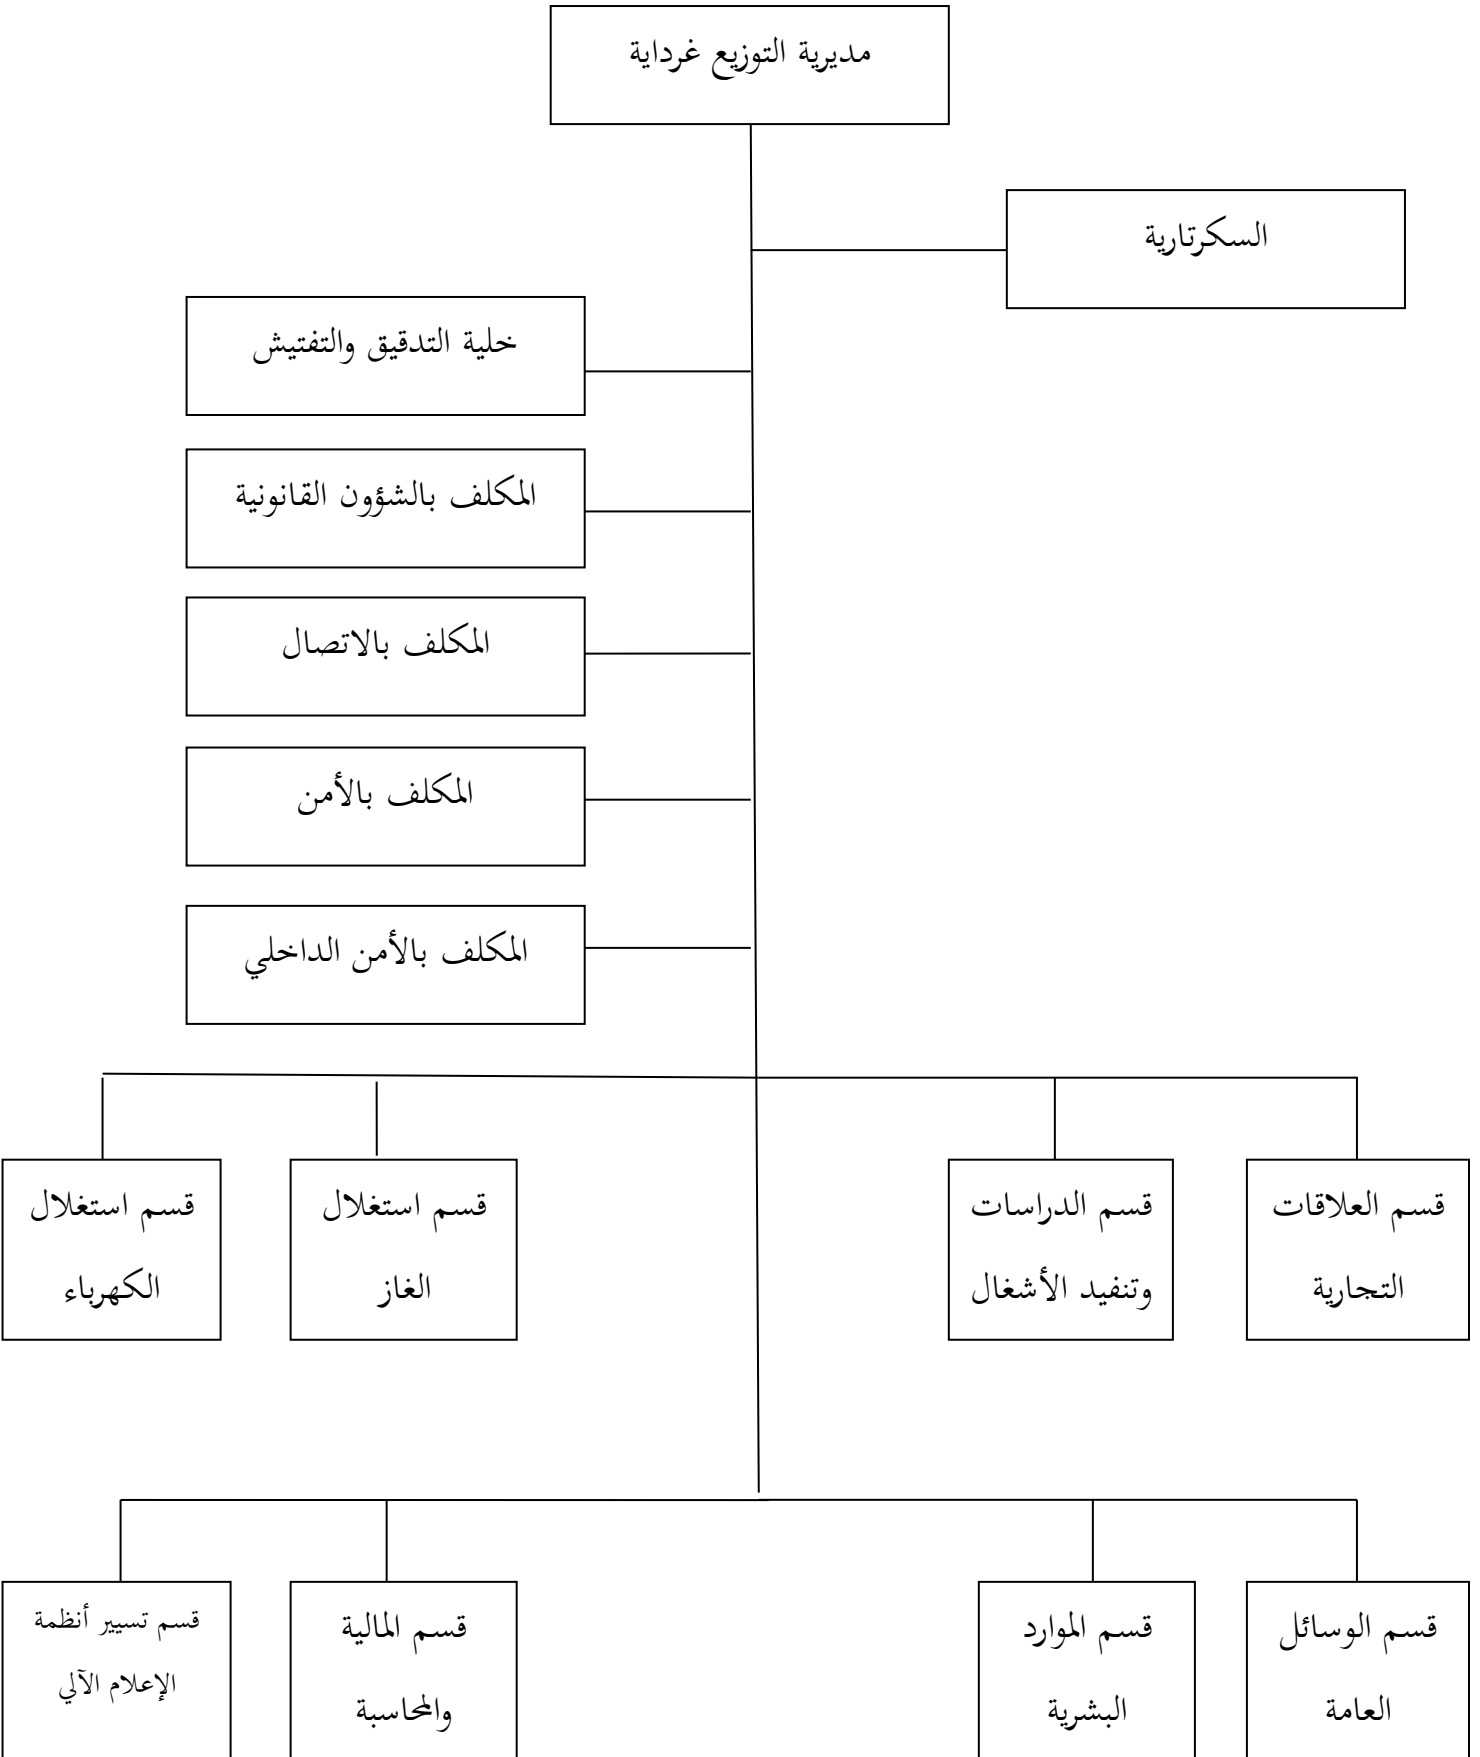 مديرية التوزيع غرداية
السكرتارية
خلية التدقيق والتفتيش
المكلف بالشؤون القانونية
المكلف بالاتصال
المكلف بالأمن
المكلف بالأمن الداخلي
قسم العلاقات
التجارية
قسم الدراسات
وتنفيد الأشغال
قسم استغلال
الغاز
قسم استغلال
الكهرباء
قسم الوسائل
العامة
قسم الموارد
البشرية
قسم المالية
والمحاسبة
قسم تسيير أنظمة
الإعلام الآلي